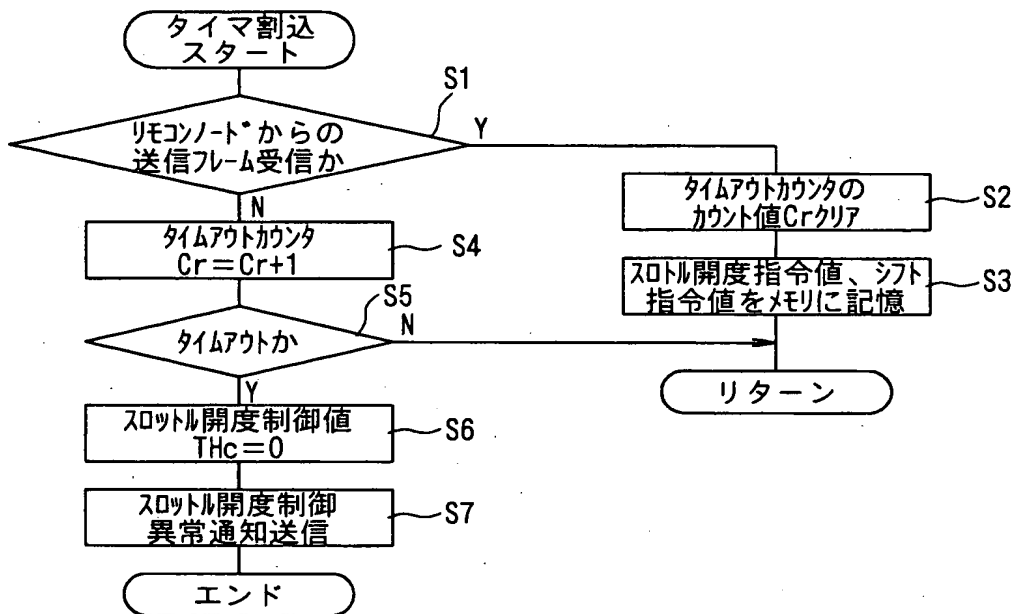 タイマ割込
スタート
S1
リモコンノードからの
送信フレーム受信か
Y
N
タイムアウトカウンタの
カウント値Crクリア
S2
タイムアウトカウンタ
Cr=Cr+1
S4
スロトル開度指令値、シフト
指令値をメモリに記憶
S3
S5
タイムアウトか
N
Y
リターン
スロットル開度制御値
THc=0
S6
スロットル開度制御
異常通知送信
S7
エンド